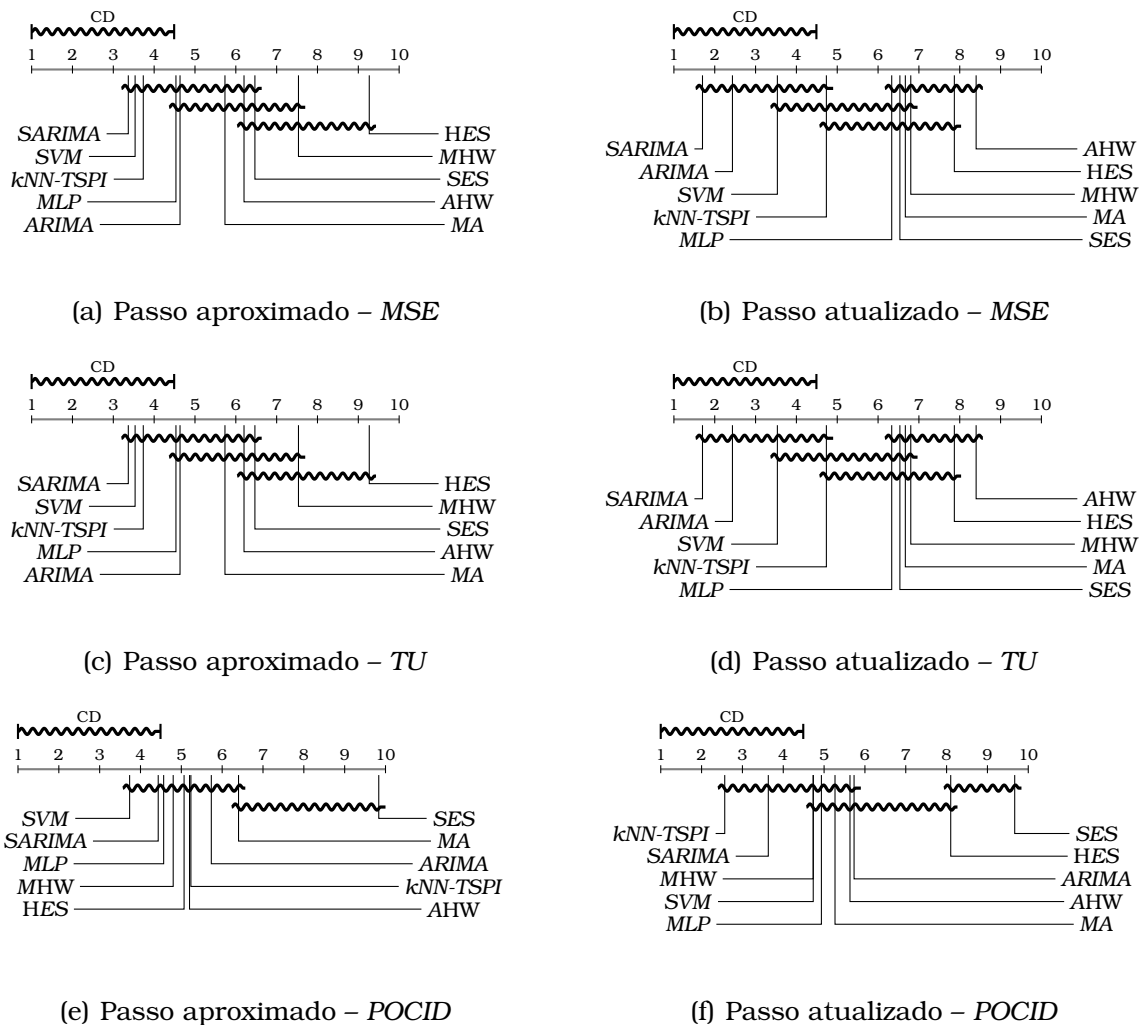 CD
1 2 3 4 5 6 7 8 9 10
SARIMA
SVM
kNN-TSPI
MLP
ARIMA
HES
MHW
SES
AHW
MA
(a) Passo aproximado – MSE
CD
1 2 3 4 5 6 7 8 9 10
SARIMA
ARIMA
SVM
kNN-TSPI
MLP
AHW
HES
MHW
MA
SES
(b) Passo atualizado – MSE
CD
1 2 3 4 5 6 7 8 9 10
SARIMA
SVM
kNN-TSPI
MLP
ARIMA
HES
MHW
SES
AHW
MA
(c) Passo aproximado – TU
CD
1 2 3 4 5 6 7 8 9 10
SARIMA
ARIMA
SVM
kNN-TSPI
MLP
AHW
HES
MHW
MA
SES
(d) Passo atualizado – TU
CD
1 2 3 4 5 6 7 8 9 10
SVM
SARIMA
MLP
MHW
HES
SES
MA
ARIMA
kNN-TSPI
AHW
(e) Passo aproximado – POCID
CD
1 2 3 4 5 6 7 8 9 10
kNN-TSPI
SARIMA
MHW
SVM
MLP
SES
HES
ARIMA
AHW
MA
(f) Passo atualizado – POCID